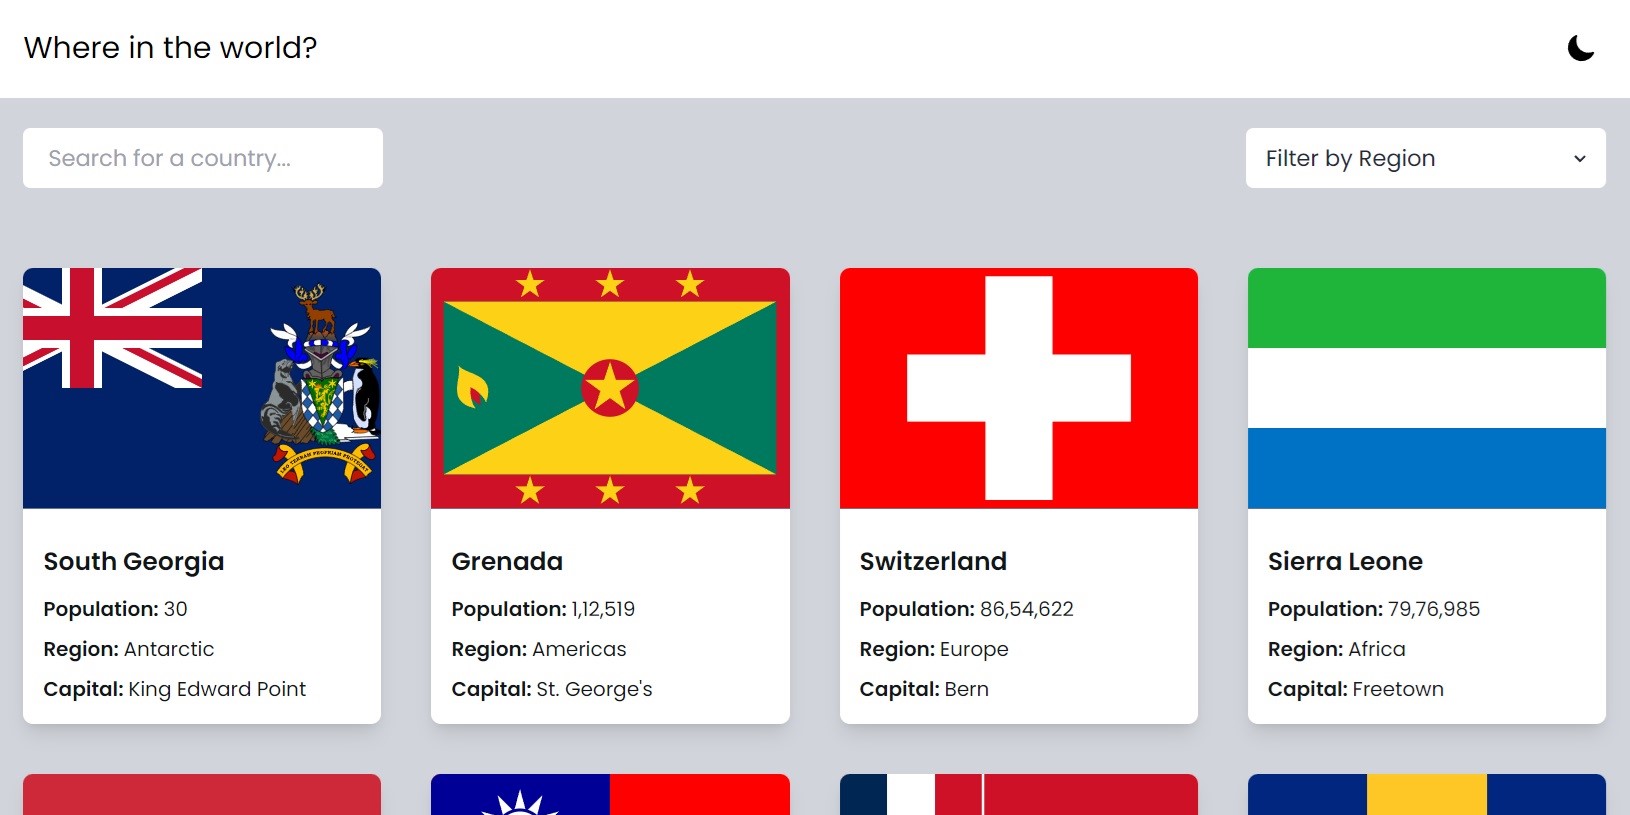 Where in the world?
Search for a country...
Filter by Region
South Georgia
Population: 30
Region: Antarctic
Capital: King Edward Point
Grenada
Population: 1,12,519
Region: Americas
Capital: St. George's
Switzerland
Population: 86,54,622
Region: Europe
Capital: Bern
Sierra Leone
Population: 79,76,985
Region: Africa
Capital: Freetown